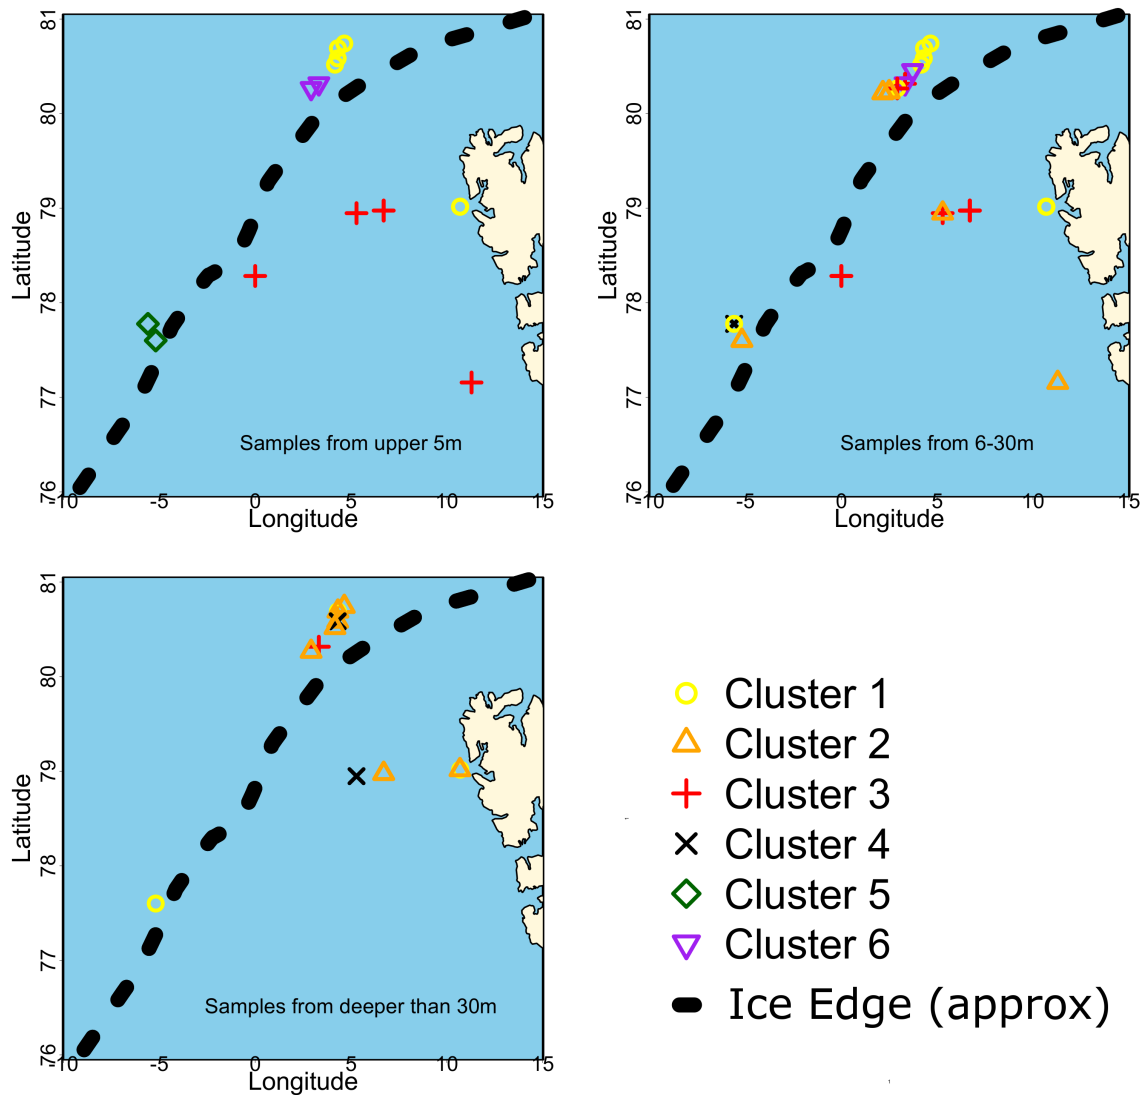 81
80
79
78
77
76
Latitude
Samples from upper 5m
-10 -5 0 5 10 15
Longitude
81
80
79
78
77
76
Latitude
Samples from 6-30m
-10 -5 0 5 10 15
Longitude
81
80
79
78
77
76
Latitude
Samples from deeper than 30m
-10 -5 0 5 10 15
Longitude
Cluster 1
Cluster 2
Cluster 3
Cluster 4
Cluster 5
Cluster 6
Ice Edge (approx)